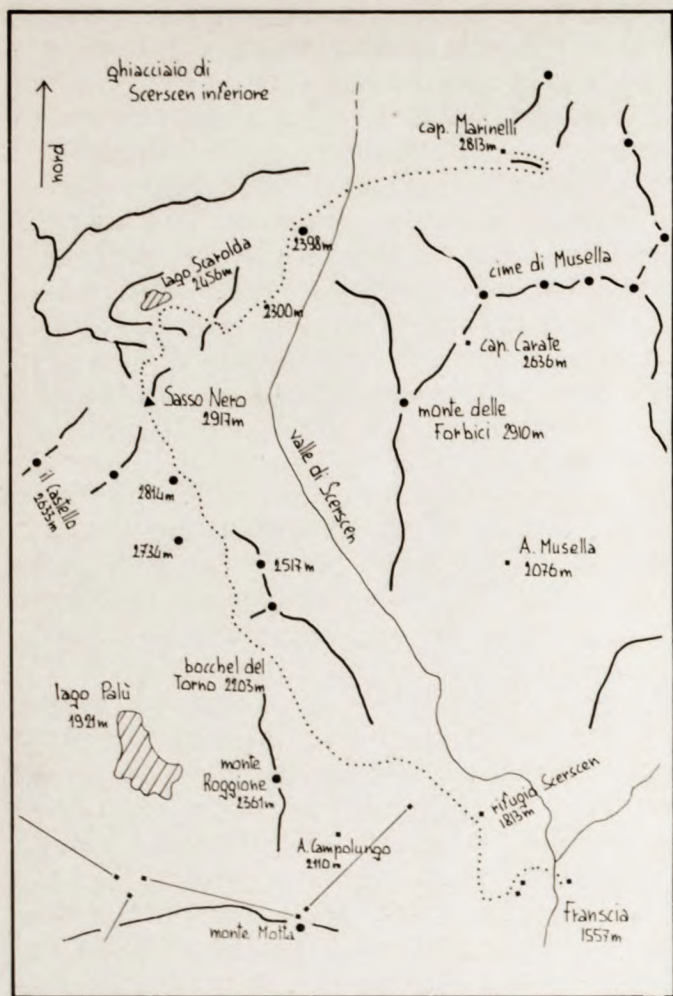 ghiacciaio di
Scerscen inferiore
nord
cap. Marinelli
2813m
2398m
lago Scarolda
2456m
2300m
cime di Musella
cap. Carate
2636m
Sasso Nero
2917m
monte delle
Forbici 2910m
valle di Scerscen
il Castello
2633m
2814m
2734m
2517m
A. Musella
2076m
bocchel del
Torno 2203m
lago Palù
1921m
monte
Roggione
2361m
rifugio Scerscen
1813m
A. Campolungo
2110m
monte Motta
Franscia
1557m